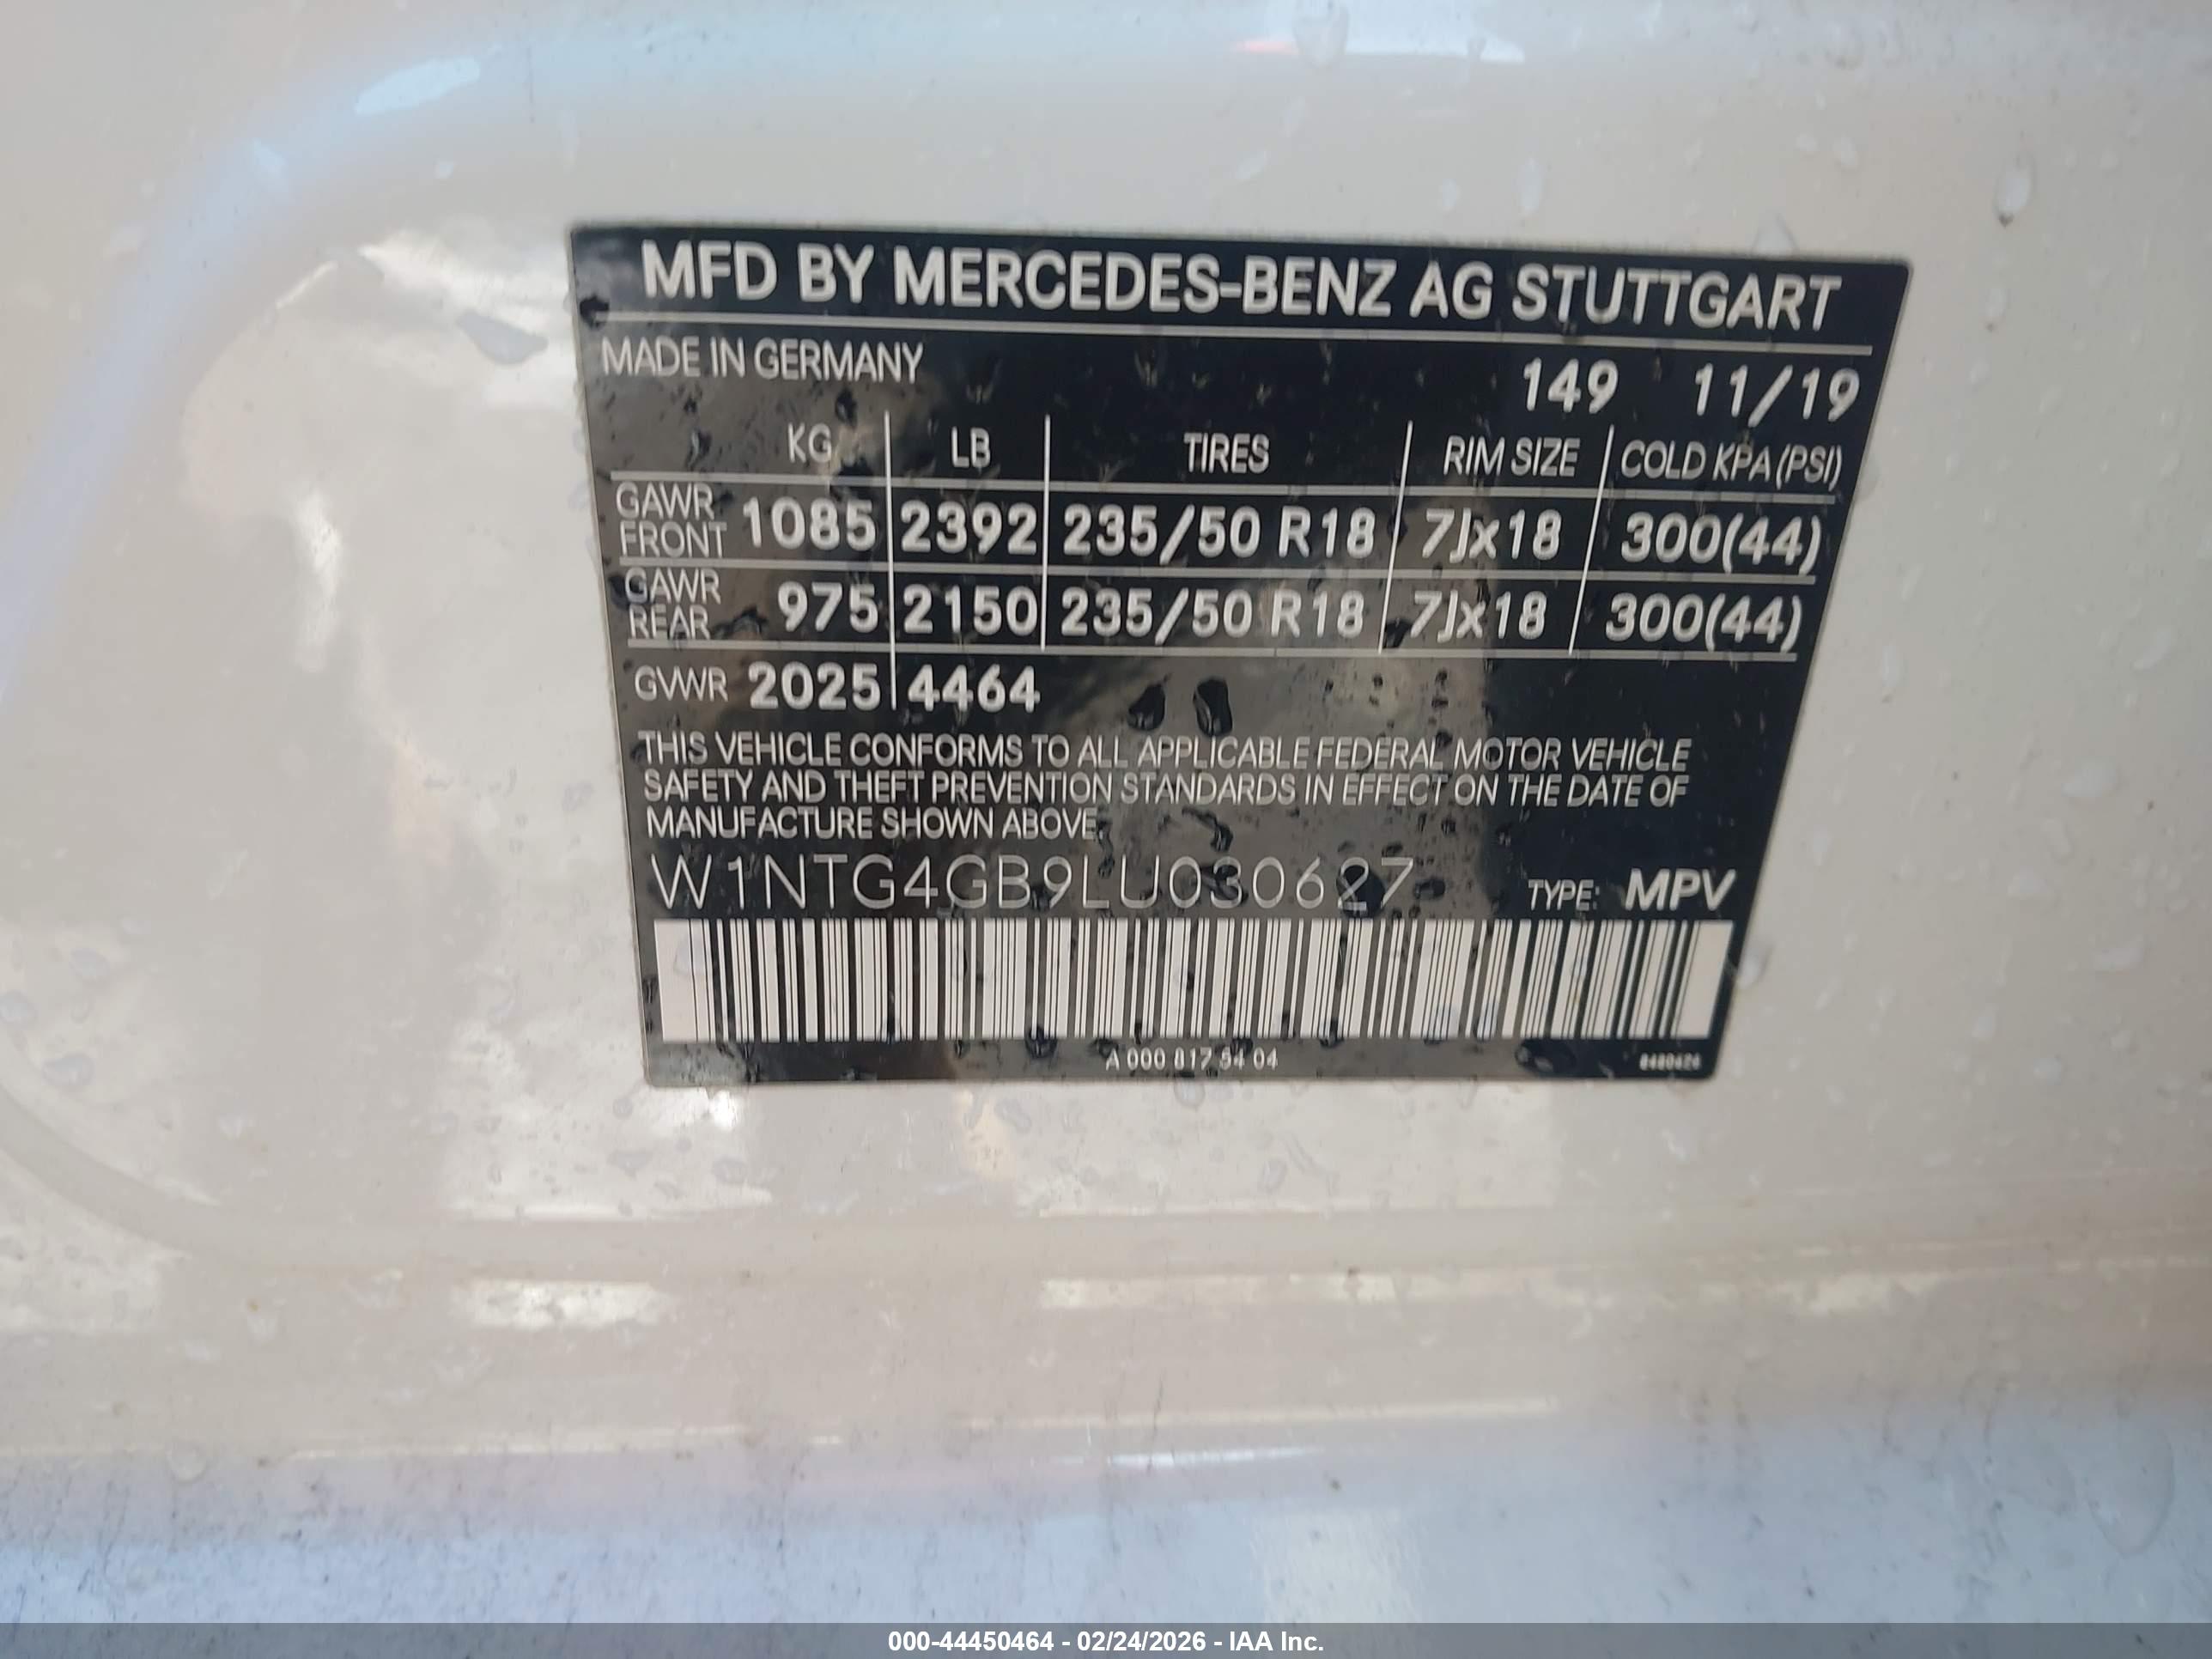 MFD BY MERCEDES-BENZ AG STUTTGART
MADE IN GERMANY 149 11/19
KG LB TIRES RIM SIZE COLD KPA (PSI)
GAWR FRONT 1085 2392 235/50 R18 7Jx18 300(44)
GAWR REAR 975 2150 235/50 R18 7Jx18 300(44)
GVWR 2025 4464
THIS VEHICLE CONFORMS TO ALL APPLICABLE FEDERAL MOTOR VEHICLE
SAFETY AND THEFT PREVENTION STANDARDS IN EFFECT ON THE DATE OF
MANUFACTURE SHOWN ABOVE.
W1NTG4GB9LU030627 TYPE: MPV
A 000 817 54 04
000-44450464 - 02/24/2026 - IAA Inc.